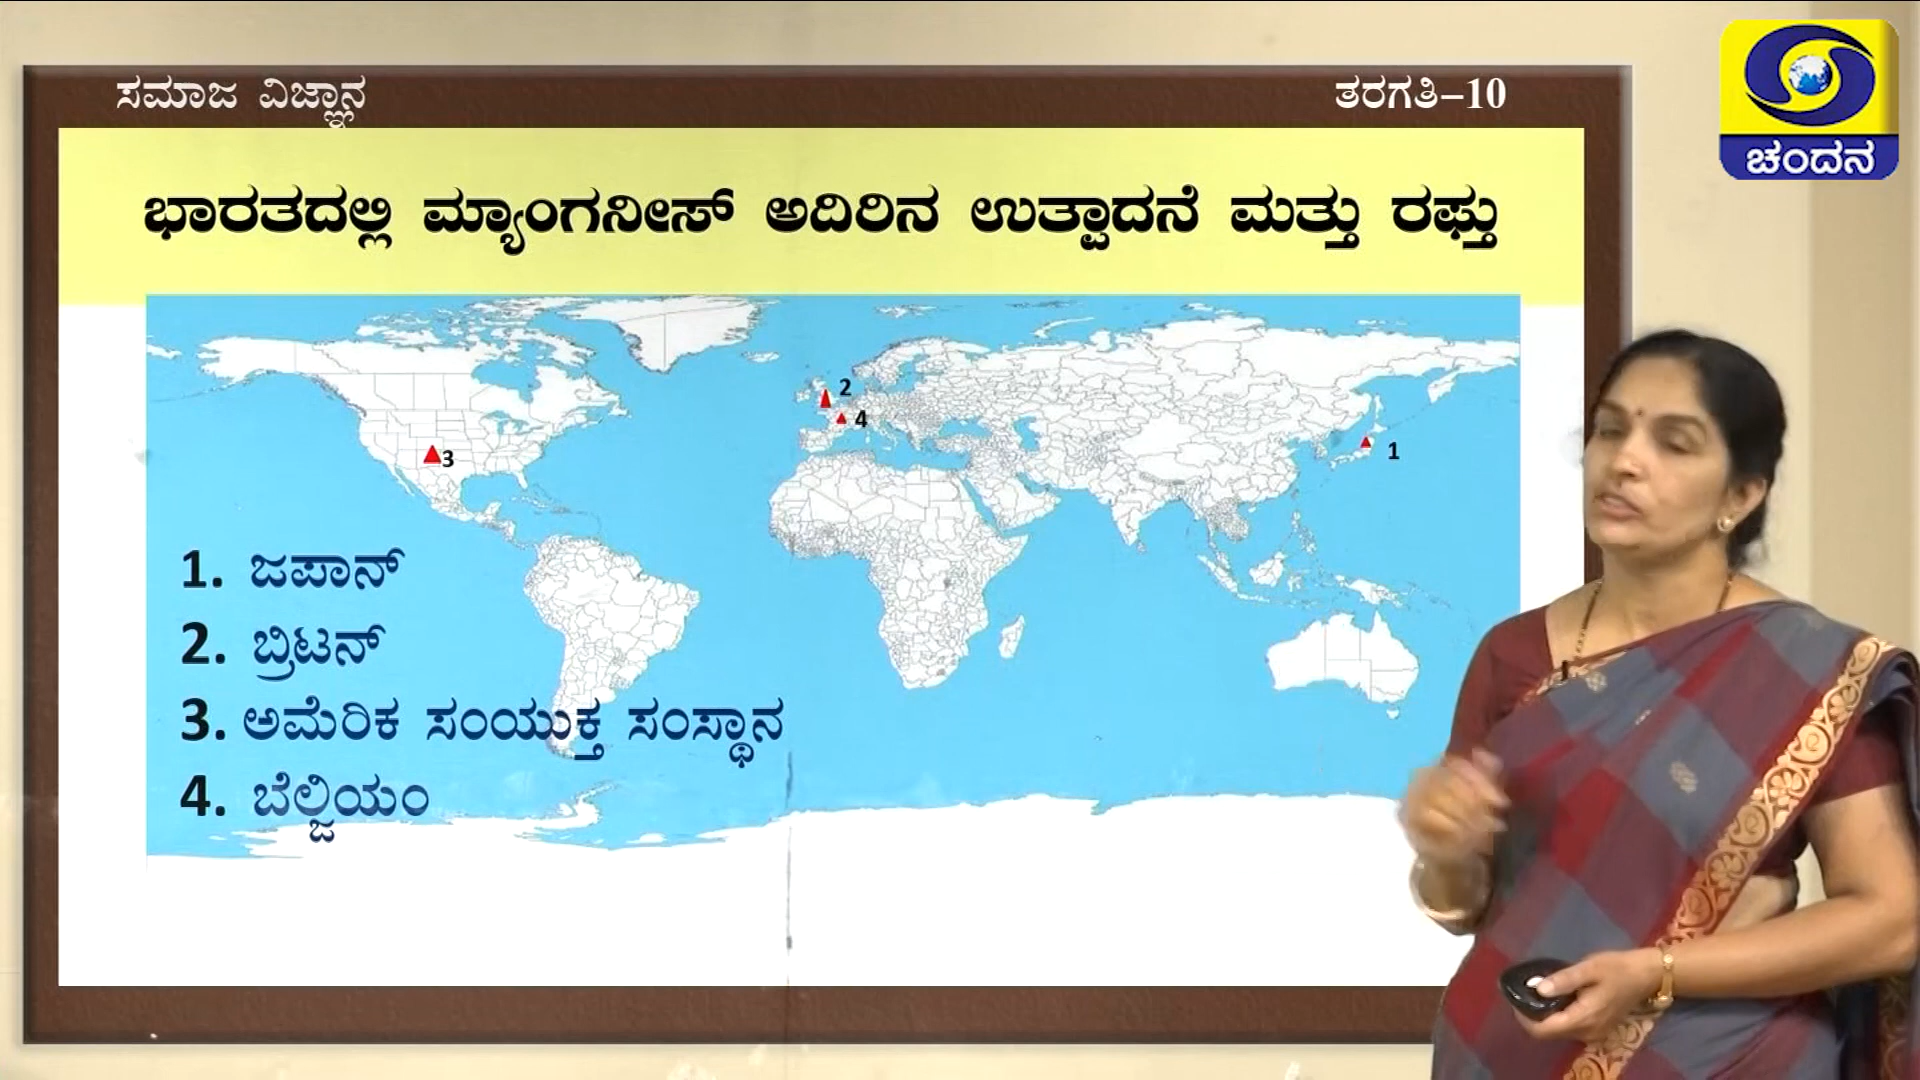 ಸಮಾಜ ವಿಜ್ಞಾನ ತರಗತಿ-10
ಚಂದನ
ಭಾರತದಲ್ಲಿ ಮ್ಯಾಂಗನೀಸ್ ಅದಿರಿನ ಉತ್ಪಾದನೆ ಮತ್ತು ರಫ್ತು
2
4
1
3
1. ಜಪಾನ್
2. ಬ್ರಿಟನ್
3. ಅಮೆರಿಕ ಸಂಯುಕ್ತ ಸಂಸ್ಥಾನ
4. ಬೆಲ್ಜಿಯಂ